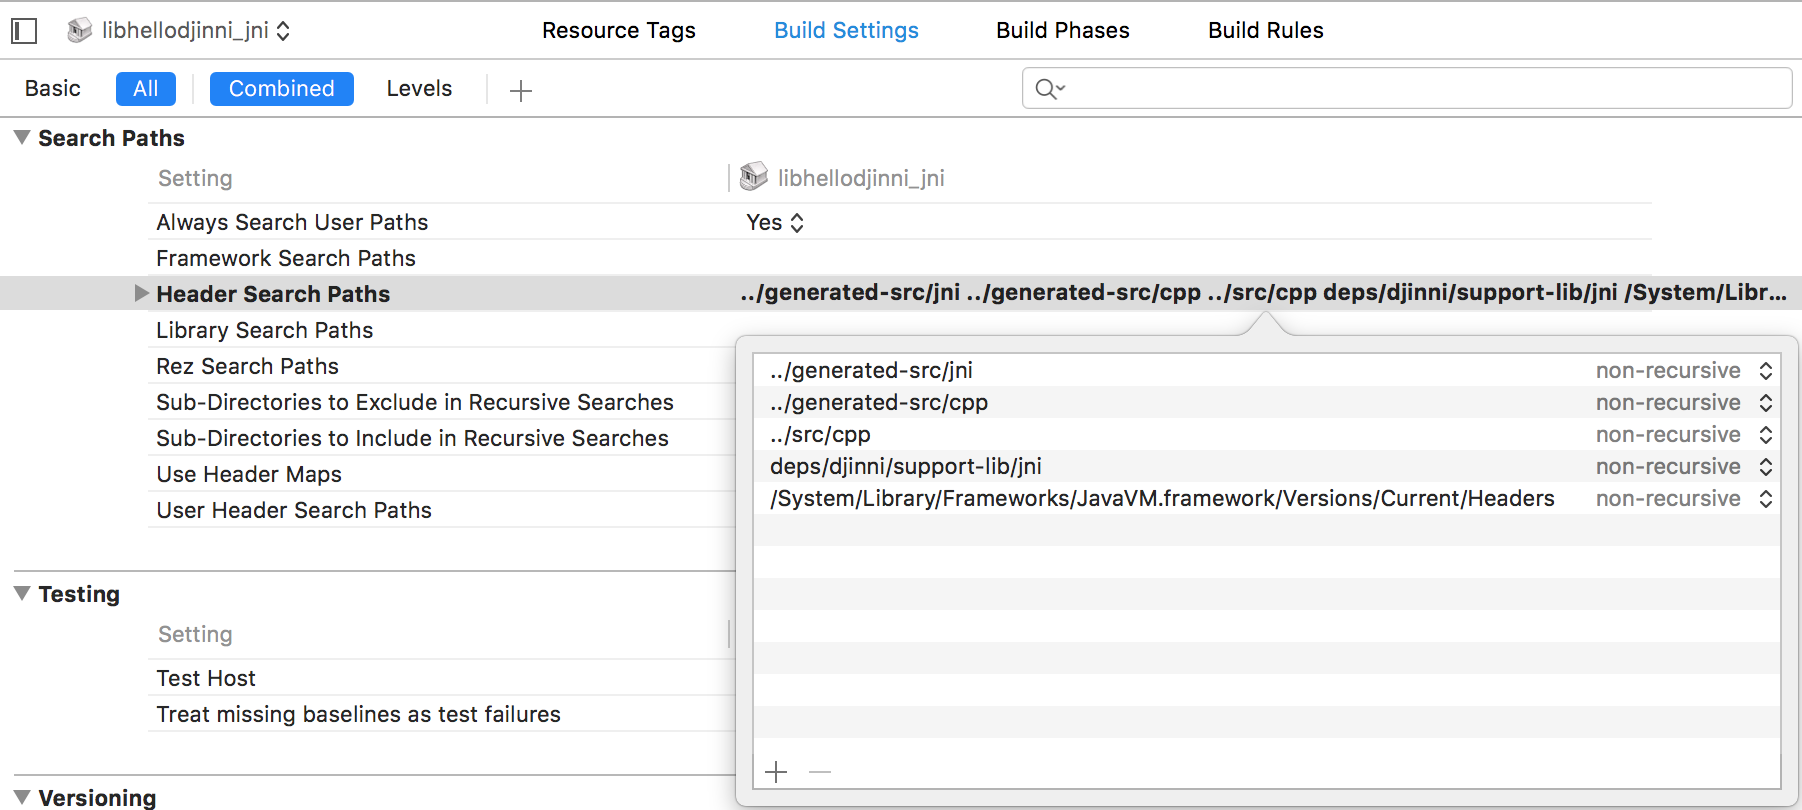 libhellodjinni_jni Resource Tags Build Settings Build Phases Build Rules
Basic All Combined Levels
Search Paths
Setting libhellodjinni_jni
Always Search User Paths Yes
Framework Search Paths
Header Search Paths ../generated-src/jni ../generated-src/cpp ../src/cpp deps/djinni/support-lib/jni /System/Libr...
Library Search Paths
Rez Search Paths
Sub-Directories to Exclude in Recursive Searches
Sub-Directories to Include in Recursive Searches
Use Header Maps
User Header Search Paths
../generated-src/jni non-recursive
../generated-src/cpp non-recursive
../src/cpp non-recursive
deps/djinni/support-lib/jni non-recursive
/System/Library/Frameworks/JavaVM.framework/Versions/Current/Headers non-recursive
Testing
Setting
Test Host
Treat missing baselines as test failures
Versioning